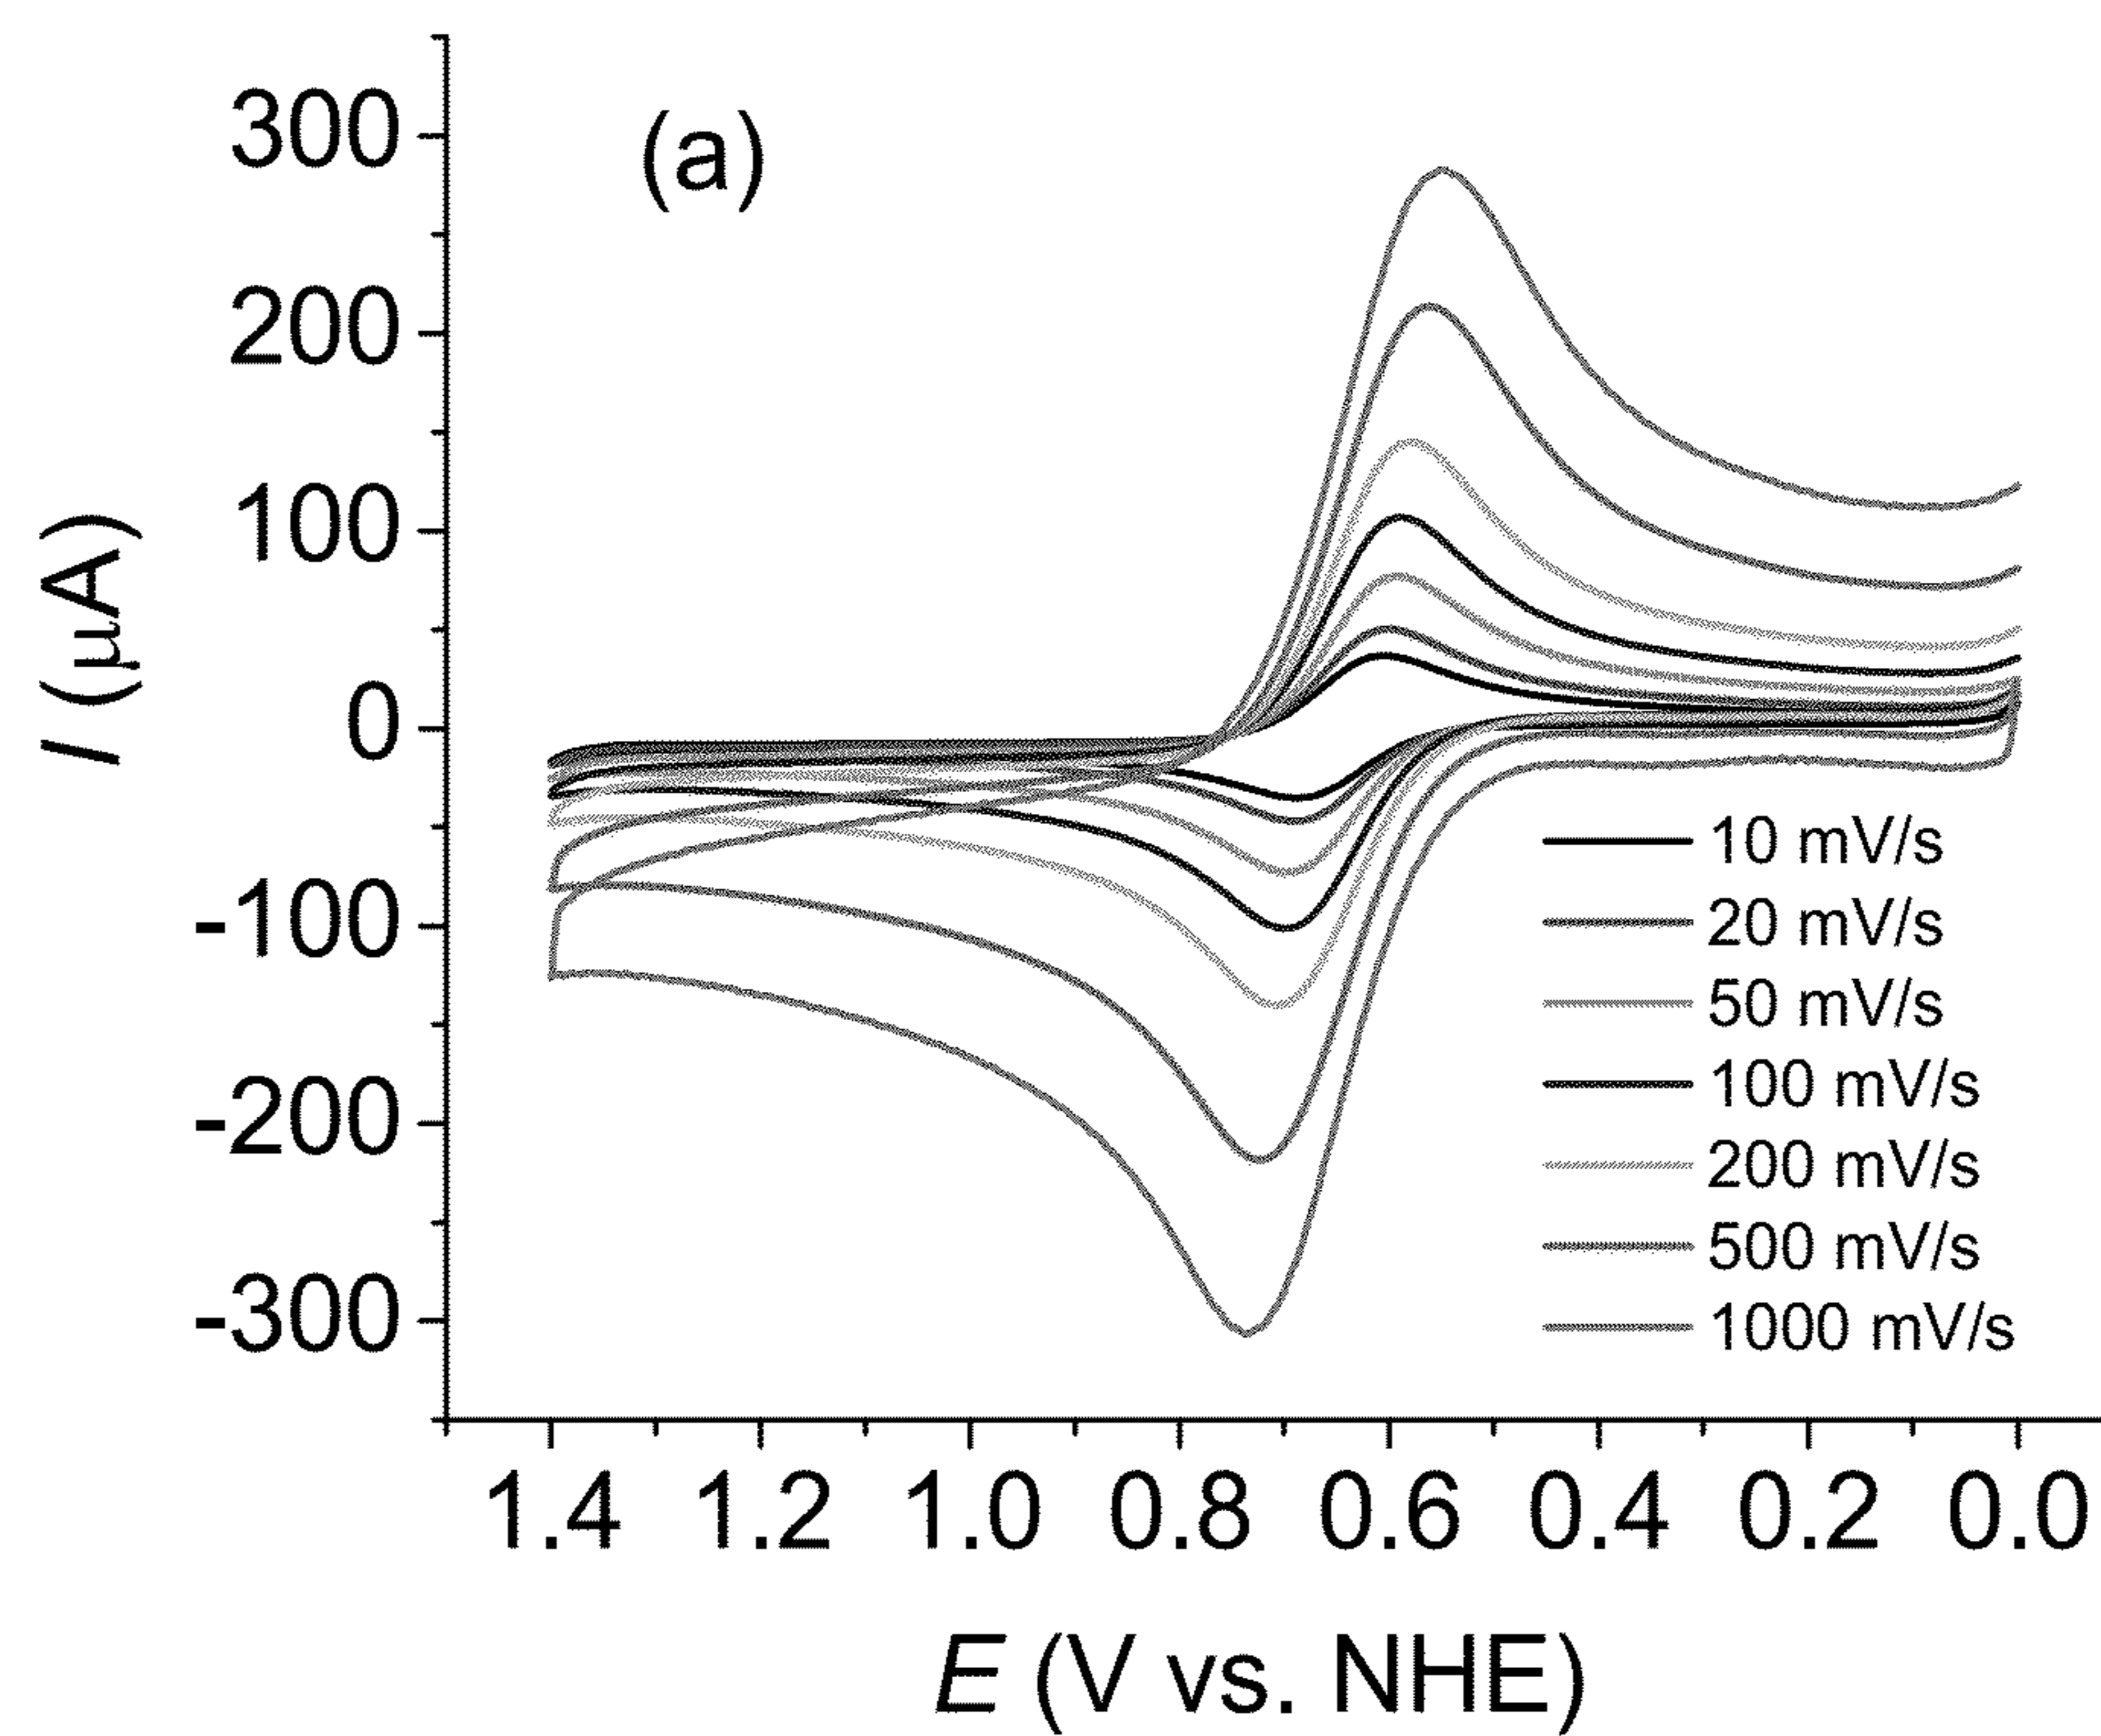 (a)
I (μA)
300
200
100
0
-100
-200
-300
10 mV/s
20 mV/s
50 mV/s
100 mV/s
200 mV/s
500 mV/s
1000 mV/s
1.4 1.2 1.0 0.8 0.6 0.4 0.2 0.0
E (V vs. NHE)